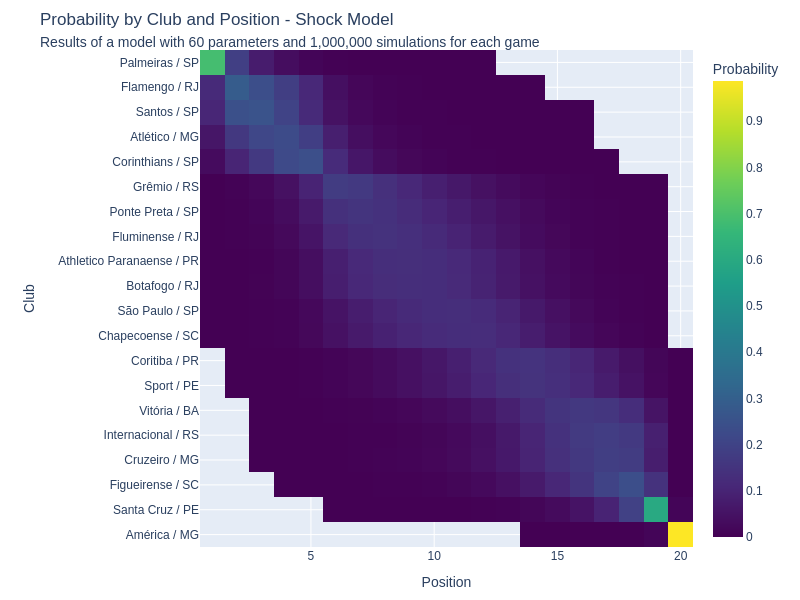 Probability by Club and Position - Shock Model
Results of a model with 60 parameters and 1,000,000 simulations for each game
Probability
Palmeiras / SP
Flamengo / RJ
Santos / SP
Atlético / MG
Corinthians / SP
Grêmio / RS
Ponte Preta / SP
Fluminense / RJ
Athletico Paranaense / PR
Botafogo / RJ
São Paulo / SP
Chapecoense / SC
Coritiba / PR
Sport / PE
Vitória / BA
Internacional / RS
Cruzeiro / MG
Figueirense / SC
Santa Cruz / PE
América / MG
Club
5
10
15
20
Position
0.9
0.8
0.7
0.6
0.5
0.4
0.3
0.2
0.1
0